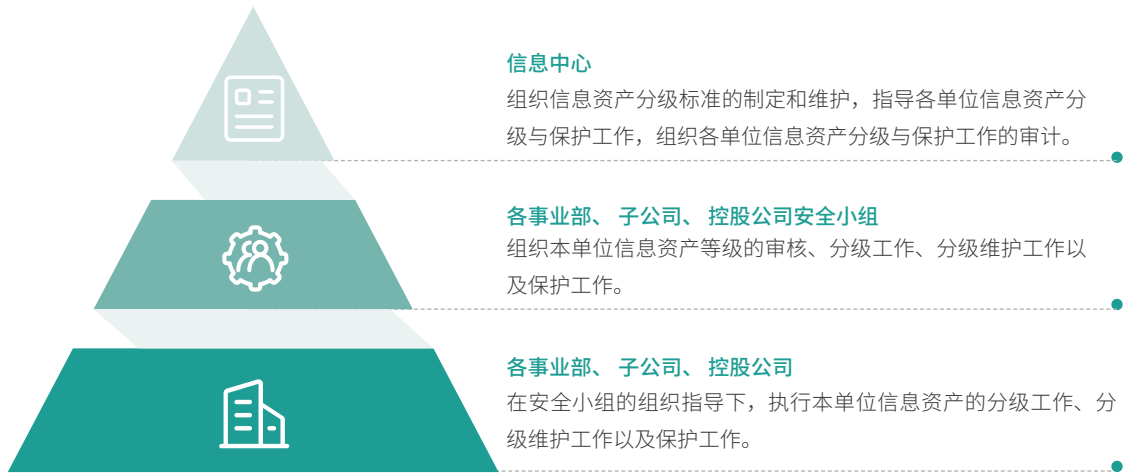 信息中心
组织信息资产分级标准的制定和维护，指导各单位信息资产分
级与保护工作，组织各单位信息资产分级与保护工作的审计。
各事业部、 子公司、 控股公司安全小组
组织本单位信息资产等级的审核、分级工作、分级维护工作以
及保护工作。
各事业部、 子公司、 控股公司
在安全小组的组织指导下，执行本单位信息资产的分级工作、分
级维护工作以及保护工作。